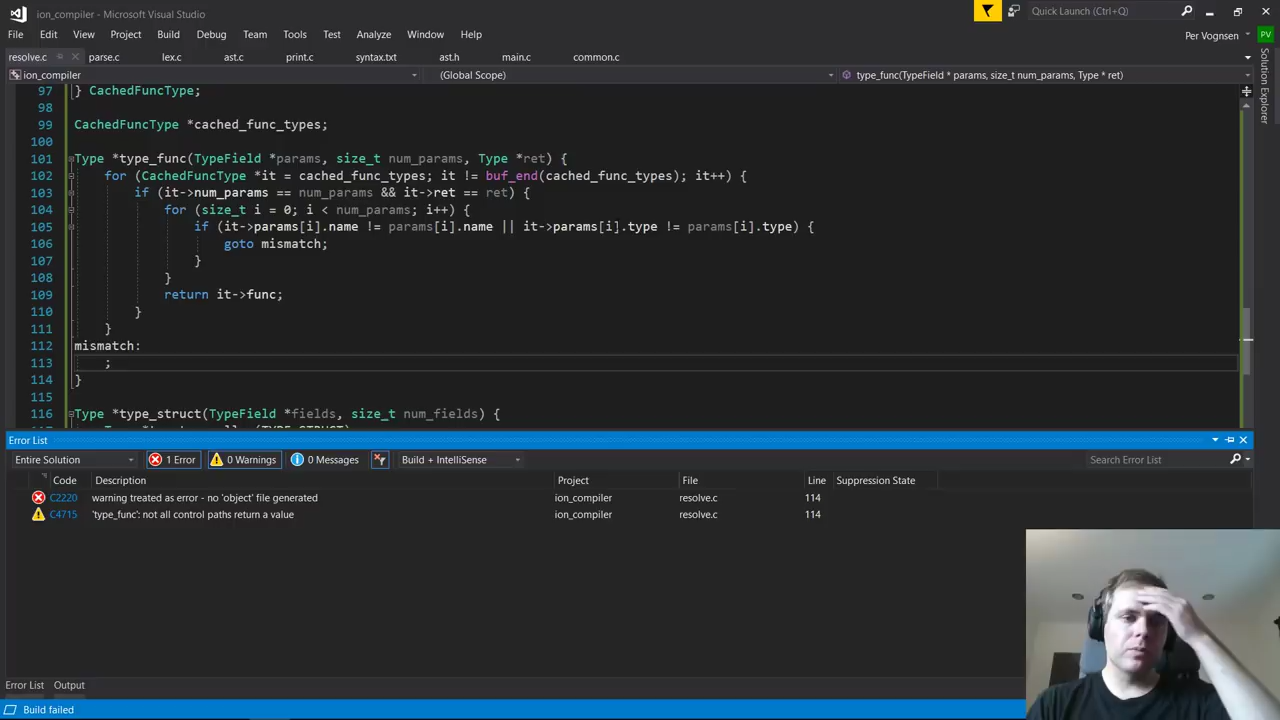 ion_compiler - Microsoft Visual Studio
Quick Launch (Ctrl+Q)
File Edit View Project Build Debug Team Tools Test Analyze Window Help
Per Vognsen PV
resolve.c parse.c lex.c ast.c print.c syntax.txt ast.h main.c common.c
Solution Explorer
ion_compiler (Global Scope) type_func(TypeField * params, size_t num_params, Type * ret)
97 } CachedFuncType;
98
99 CachedFuncType *cached_func_types;
100
101 Type *type_func(TypeField *params, size_t num_params, Type *ret) {
102 for (CachedFuncType *it = cached_func_types; it != buf_end(cached_func_types); it++) {
103 if (it->num_params == num_params && it->ret == ret) {
104 for (size_t i = 0; i < num_params; i++) {
105 if (it->params[i].name != params[i].name || it->params[i].type != params[i].type) {
106 goto mismatch;
107 }
108 }
109 return it->func;
110 }
111 }
112 mismatch:
113 ;
114 }
115
116 Type *type_struct(TypeField *fields, size_t num_fields) {
Error List
Entire Solution 1 Error 0 Warnings 0 Messages Build + IntelliSense Search Error List
Code Description Project File Line Suppression State
C2220 warning treated as error - no 'object' file generated ion_compiler resolve.c 114
C4715 'type_func': not all control paths return a value ion_compiler resolve.c 114
Error List Output
Build failed